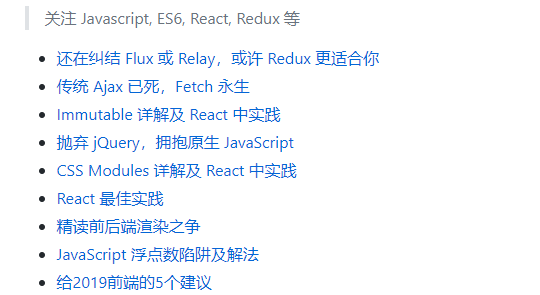 关注 Javascript, ES6, React, Redux 等
还在纠结 Flux 或 Relay，或许 Redux 更适合你
传统 Ajax 已死，Fetch 永生
Immutable 详解及 React 中实践
抛弃 jQuery，拥抱原生 JavaScript
CSS Modules 详解及 React 中实践
React 最佳实践
精读前后端渲染之争
JavaScript 浮点数陷阱及解法
给2019前端的5个建议